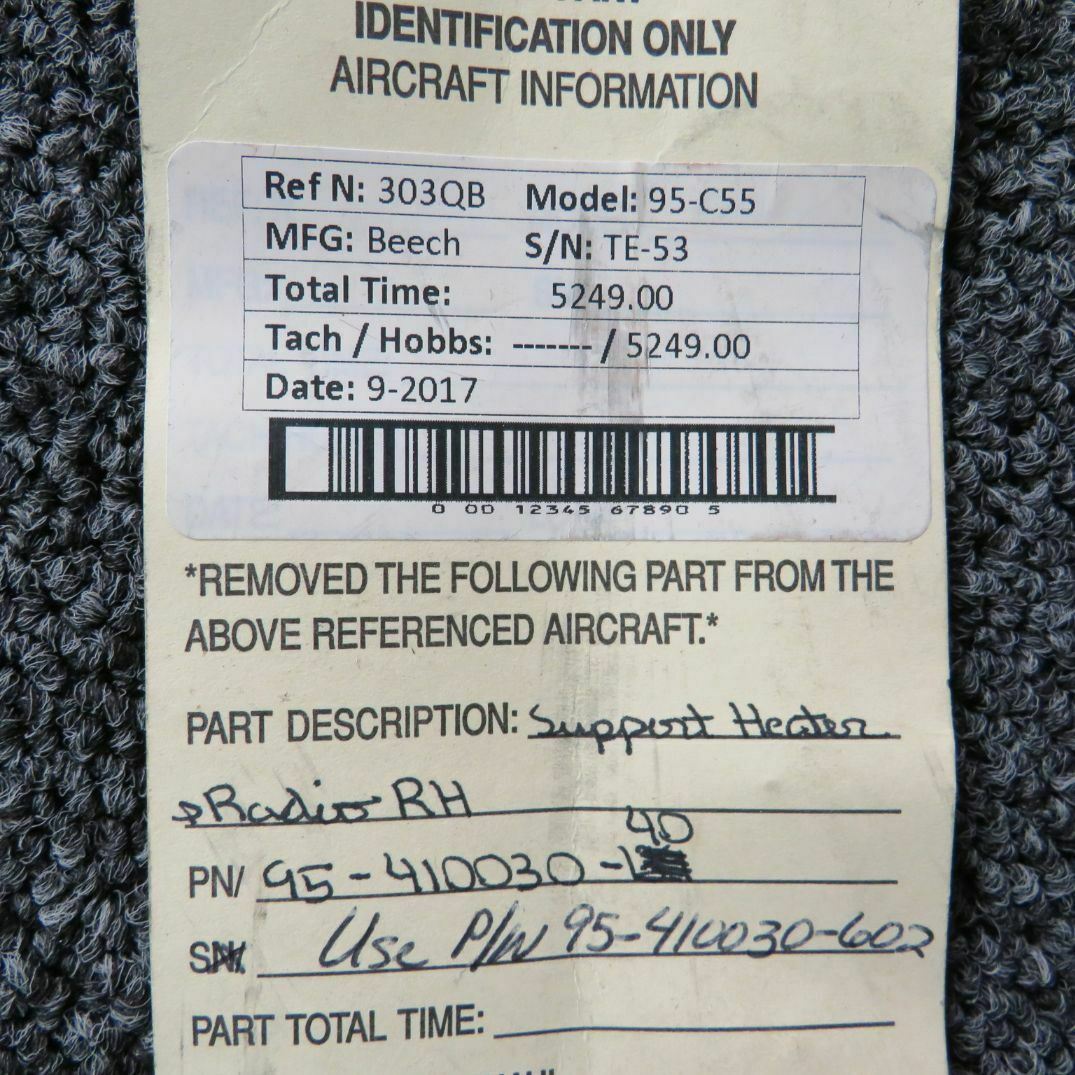 IDENTIFICATION ONLY
AIRCRAFT INFORMATION
Ref N: 303QB Model: 95-C55
MFG: Beech S/N: TE-53
Total Time: 5249.00
Tach / Hobbs: ------- / 5249.00
Date: 9-2017
0 00 12345 67890 5
*REMOVED THE FOLLOWING PART FROM THE
ABOVE REFERENCED AIRCRAFT.*
PART DESCRIPTION: Support Heater
& Radio RH
40
PN/ 95-410030-1
SN/ Use P/N 95-410030-602
PART TOTAL TIME: